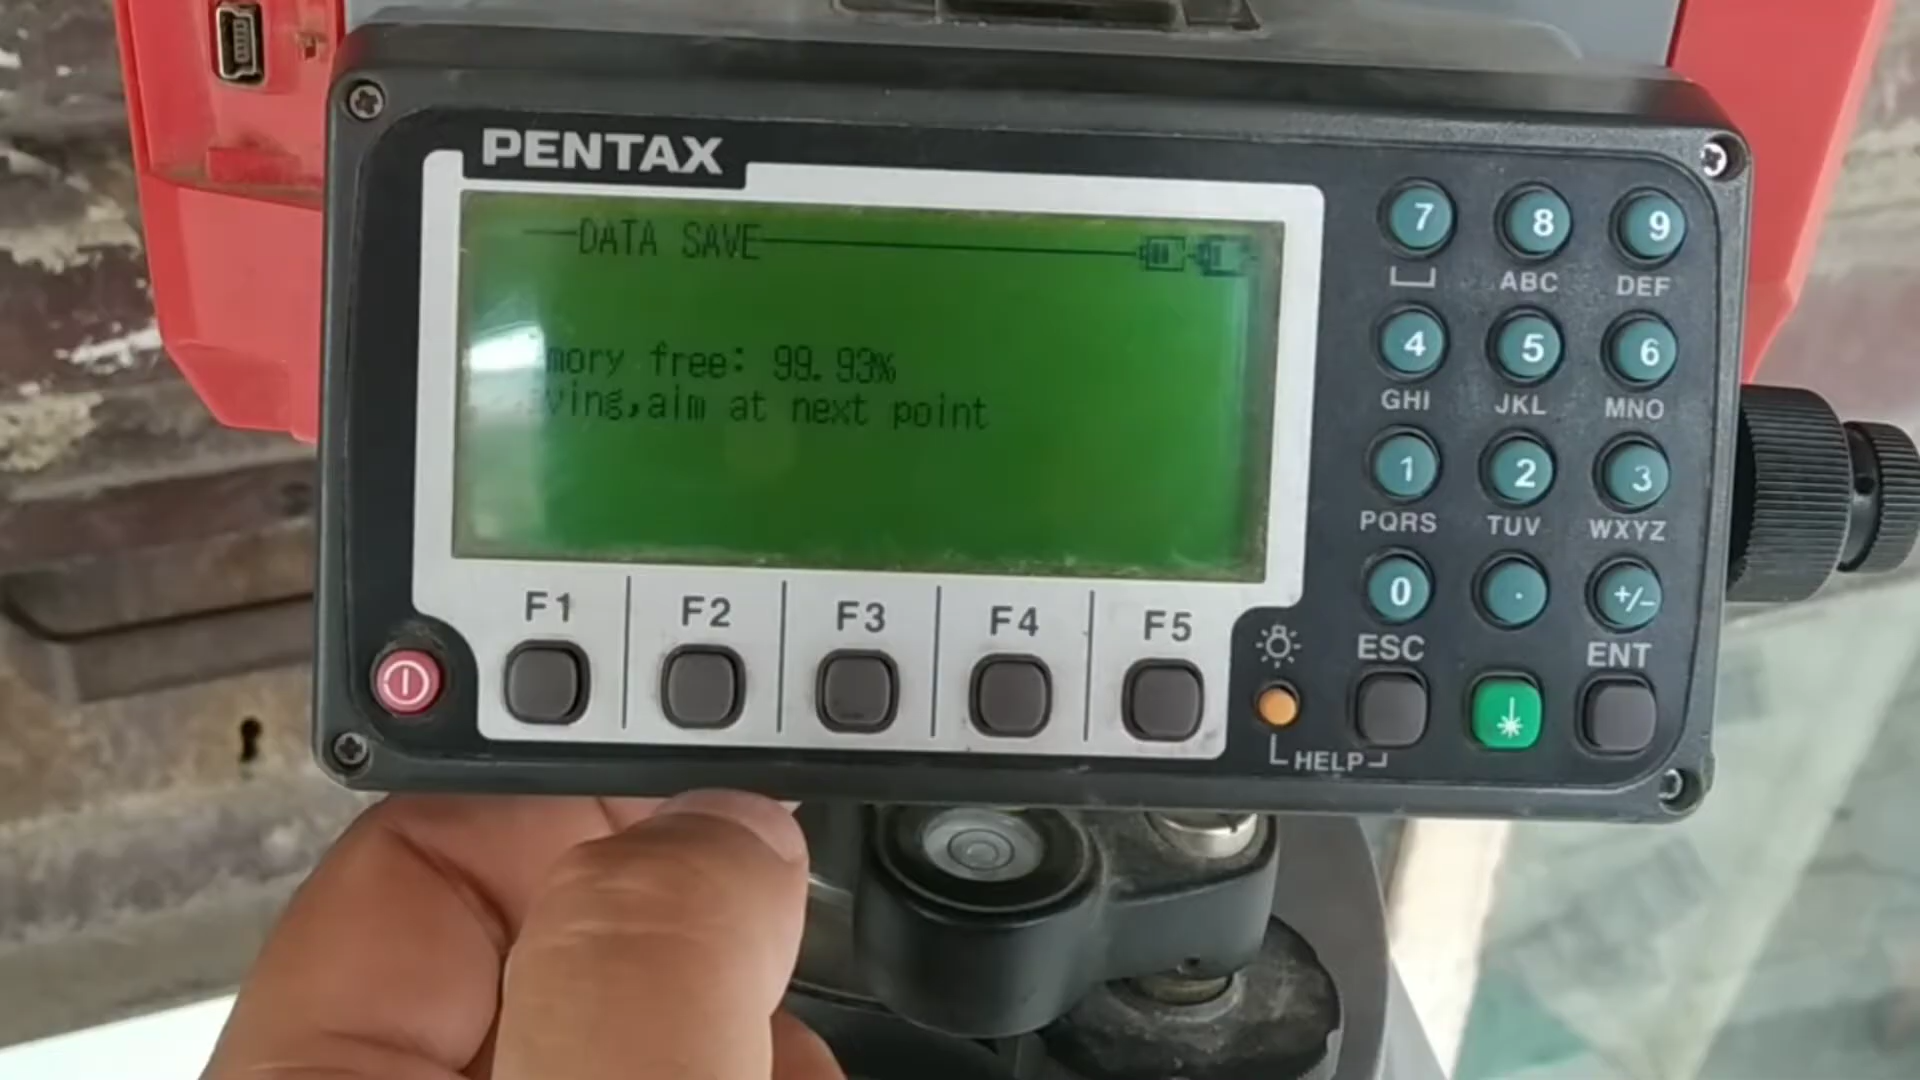 PENTAX
DATA SAVE
mory free: 99.93%
ving,aim at next point
F1 F2 F3 F4 F5
7 8 9
ABC DEF
4 5 6
GHI JKL MNO
1 2 3
PQRS TUV WXYZ
0 . +/-
ESC ENT
HELP